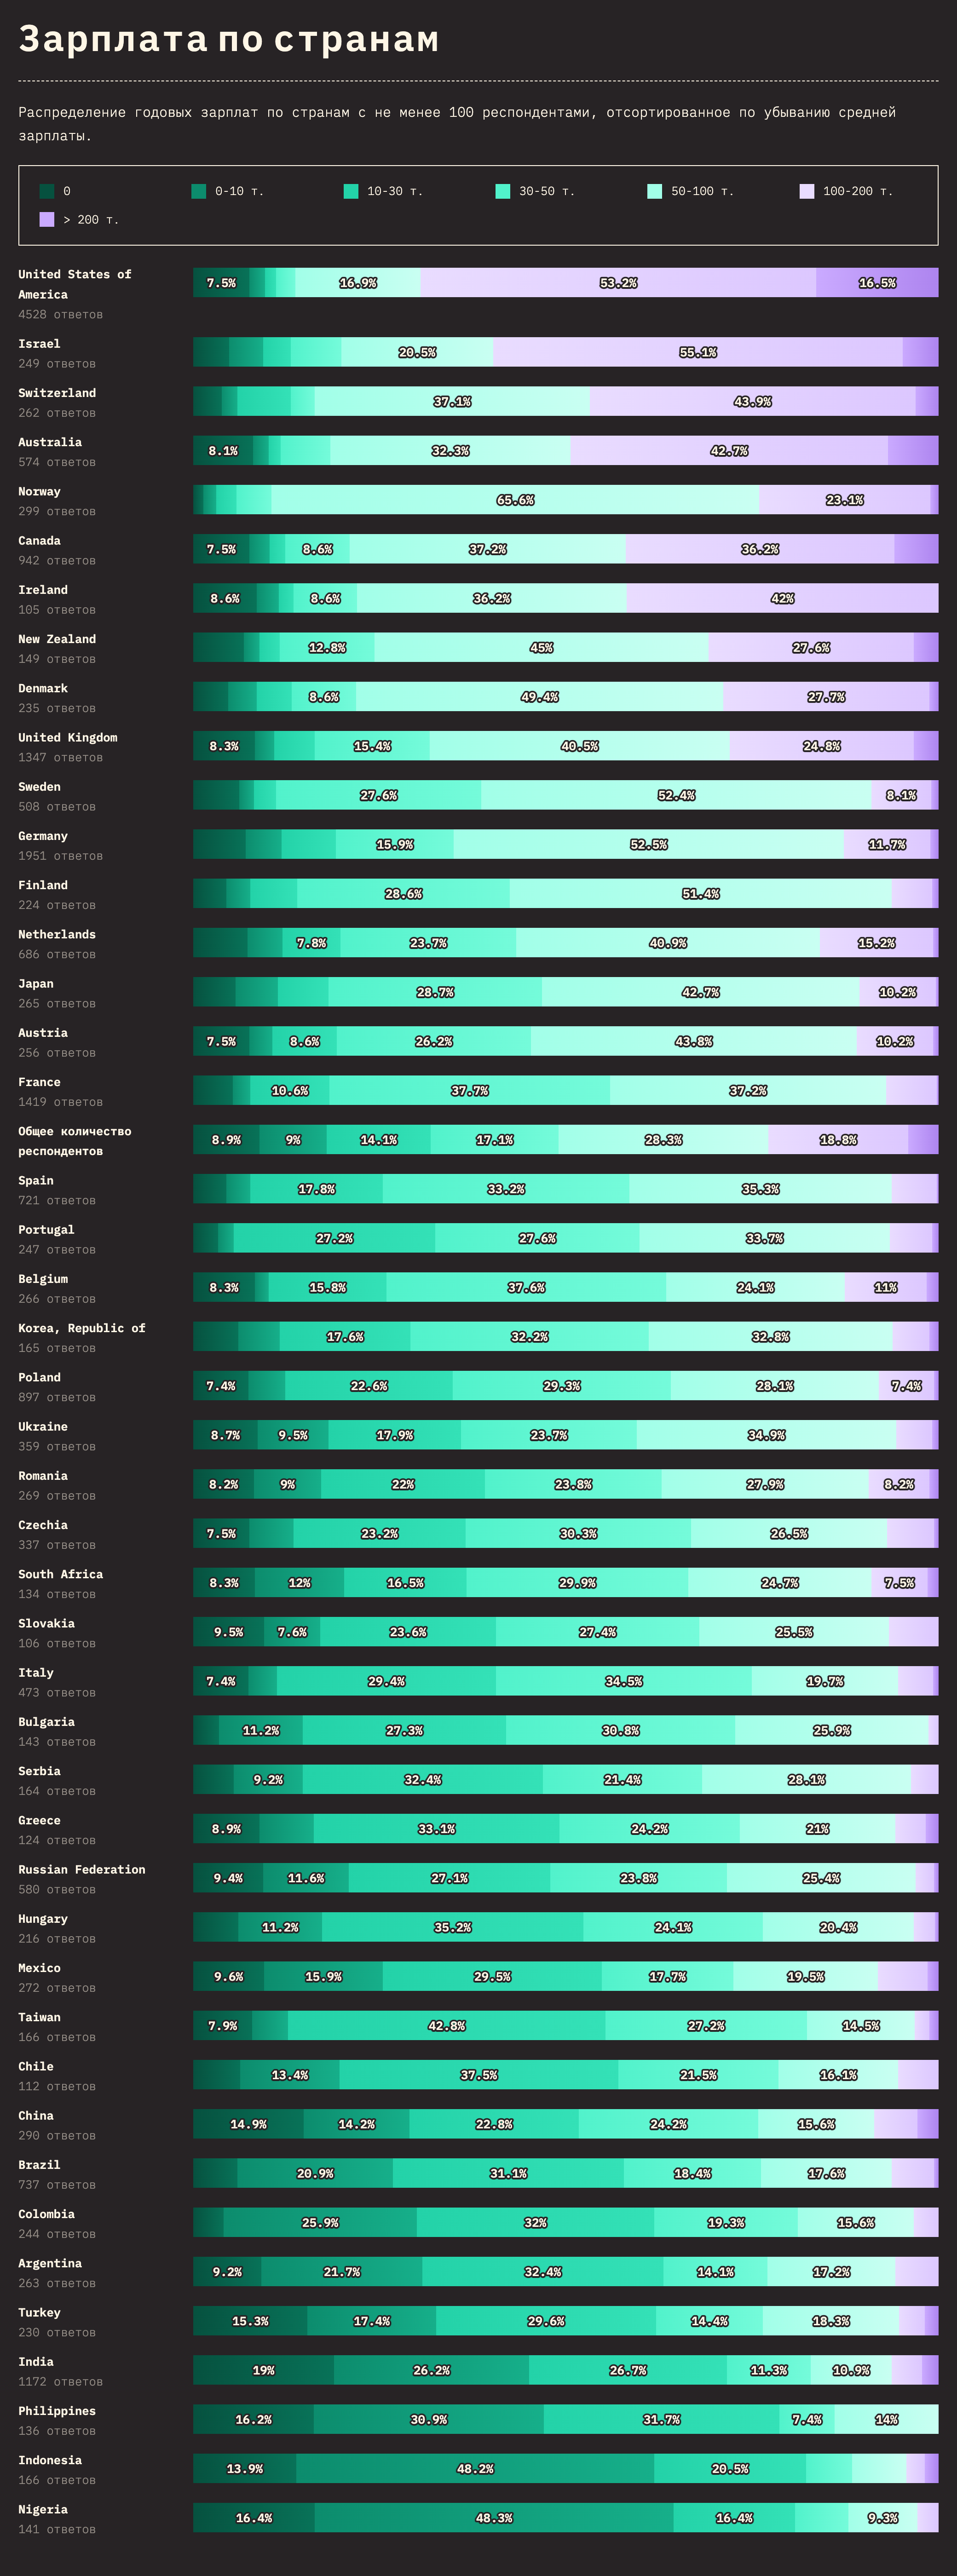 Зарплата по странам
Распределение годовых зарплат по странам с не менее 100 респондентами, отсортированное по убыванию средней
зарплаты.
0 0-10 т. 10-30 т. 30-50 т. 50-100 т. 100-200 т.
> 200 т.
United States of
America
4528 ответов
7.5% 16.9% 53.2% 16.5%
Israel
249 ответов
20.5% 55.1%
Switzerland
262 ответов
37.1% 43.9%
Australia
574 ответов
8.1% 32.3% 42.7%
Norway
299 ответов
65.6% 23.1%
Canada
942 ответов
7.5% 8.6% 37.2% 36.2%
Ireland
105 ответов
8.6% 8.6% 36.2% 42%
New Zealand
149 ответов
12.8% 45% 27.6%
Denmark
235 ответов
8.6% 49.4% 27.7%
United Kingdom
1347 ответов
8.3% 15.4% 40.5% 24.8%
Sweden
508 ответов
27.6% 52.4% 8.1%
Germany
1951 ответов
15.9% 52.5% 11.7%
Finland
224 ответов
28.6% 51.4%
Netherlands
686 ответов
7.8% 23.7% 40.9% 15.2%
Japan
265 ответов
28.7% 42.7% 10.2%
Austria
256 ответов
7.5% 8.6% 26.2% 43.8% 10.2%
France
1419 ответов
10.6% 37.7% 37.2%
Общее количество
респондентов
8.9% 9% 14.1% 17.1% 28.3% 18.8%
Spain
721 ответов
17.8% 33.2% 35.3%
Portugal
247 ответов
27.2% 27.6% 33.7%
Belgium
266 ответов
8.3% 15.8% 37.6% 24.1% 11%
Korea, Republic of
165 ответов
17.6% 32.2% 32.8%
Poland
897 ответов
7.4% 22.6% 29.3% 28.1% 7.4%
Ukraine
359 ответов
8.7% 9.5% 17.9% 23.7% 34.9%
Romania
269 ответов
8.2% 9% 22% 23.8% 27.9% 8.2%
Czechia
337 ответов
7.5% 23.2% 30.3% 26.5%
South Africa
134 ответов
8.3% 12% 16.5% 29.9% 24.7% 7.5%
Slovakia
106 ответов
9.5% 7.6% 23.6% 27.4% 25.5%
Italy
473 ответов
7.4% 29.4% 34.5% 19.7%
Bulgaria
143 ответов
11.2% 27.3% 30.8% 25.9%
Serbia
164 ответов
9.2% 32.4% 21.4% 28.1%
Greece
124 ответов
8.9% 33.1% 24.2% 21%
Russian Federation
580 ответов
9.4% 11.6% 27.1% 23.8% 25.4%
Hungary
216 ответов
11.2% 35.2% 24.1% 20.4%
Mexico
272 ответов
9.6% 15.9% 29.5% 17.7% 19.5%
Taiwan
166 ответов
7.9% 42.8% 27.2% 14.5%
Chile
112 ответов
13.4% 37.5% 21.5% 16.1%
China
290 ответов
14.9% 14.2% 22.8% 24.2% 15.6%
Brazil
737 ответов
20.9% 31.1% 18.4% 17.6%
Colombia
244 ответов
25.9% 32% 19.3% 15.6%
Argentina
263 ответов
9.2% 21.7% 32.4% 14.1% 17.2%
Turkey
230 ответов
15.3% 17.4% 29.6% 14.4% 18.3%
India
1172 ответов
19% 26.2% 26.7% 11.3% 10.9%
Philippines
136 ответов
16.2% 30.9% 31.7% 7.4% 14%
Indonesia
166 ответов
13.9% 48.2% 20.5%
Nigeria
141 ответов
16.4% 48.3% 16.4% 9.3%